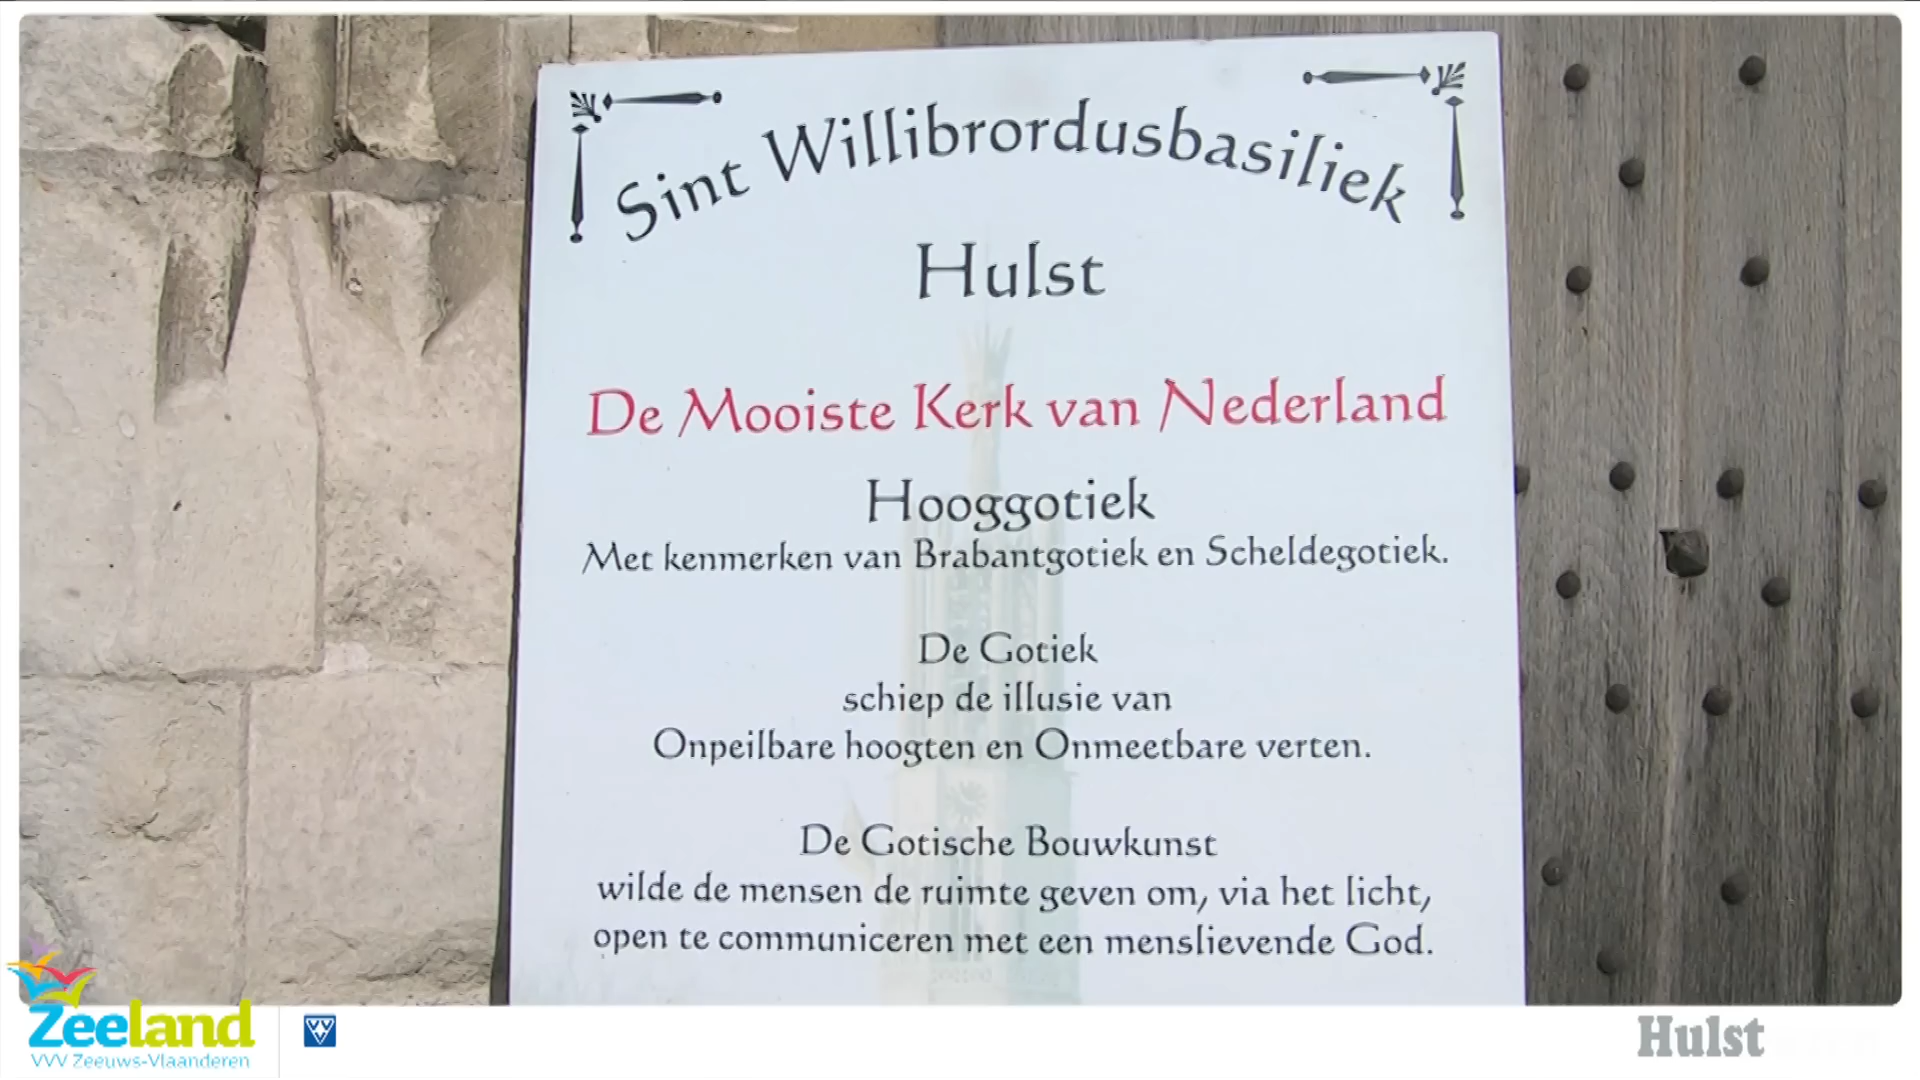 Sint Willibrordusbasiliek
Hulst
De Mooiste Kerk van Nederland
Hooggotiek
Met kenmerken van Brabantgotiek en Scheldegotiek.
De Gotiek
schiep de illusie van
Onpeilbare hoogten en Onmeetbare verten.
De Gotische Bouwkunst
wilde de mensen de ruimte geven om, via het licht,
open te communiceren met een menslievende God.
Zeeland
VVV Zeeuws-Vlaanderen
Hulst